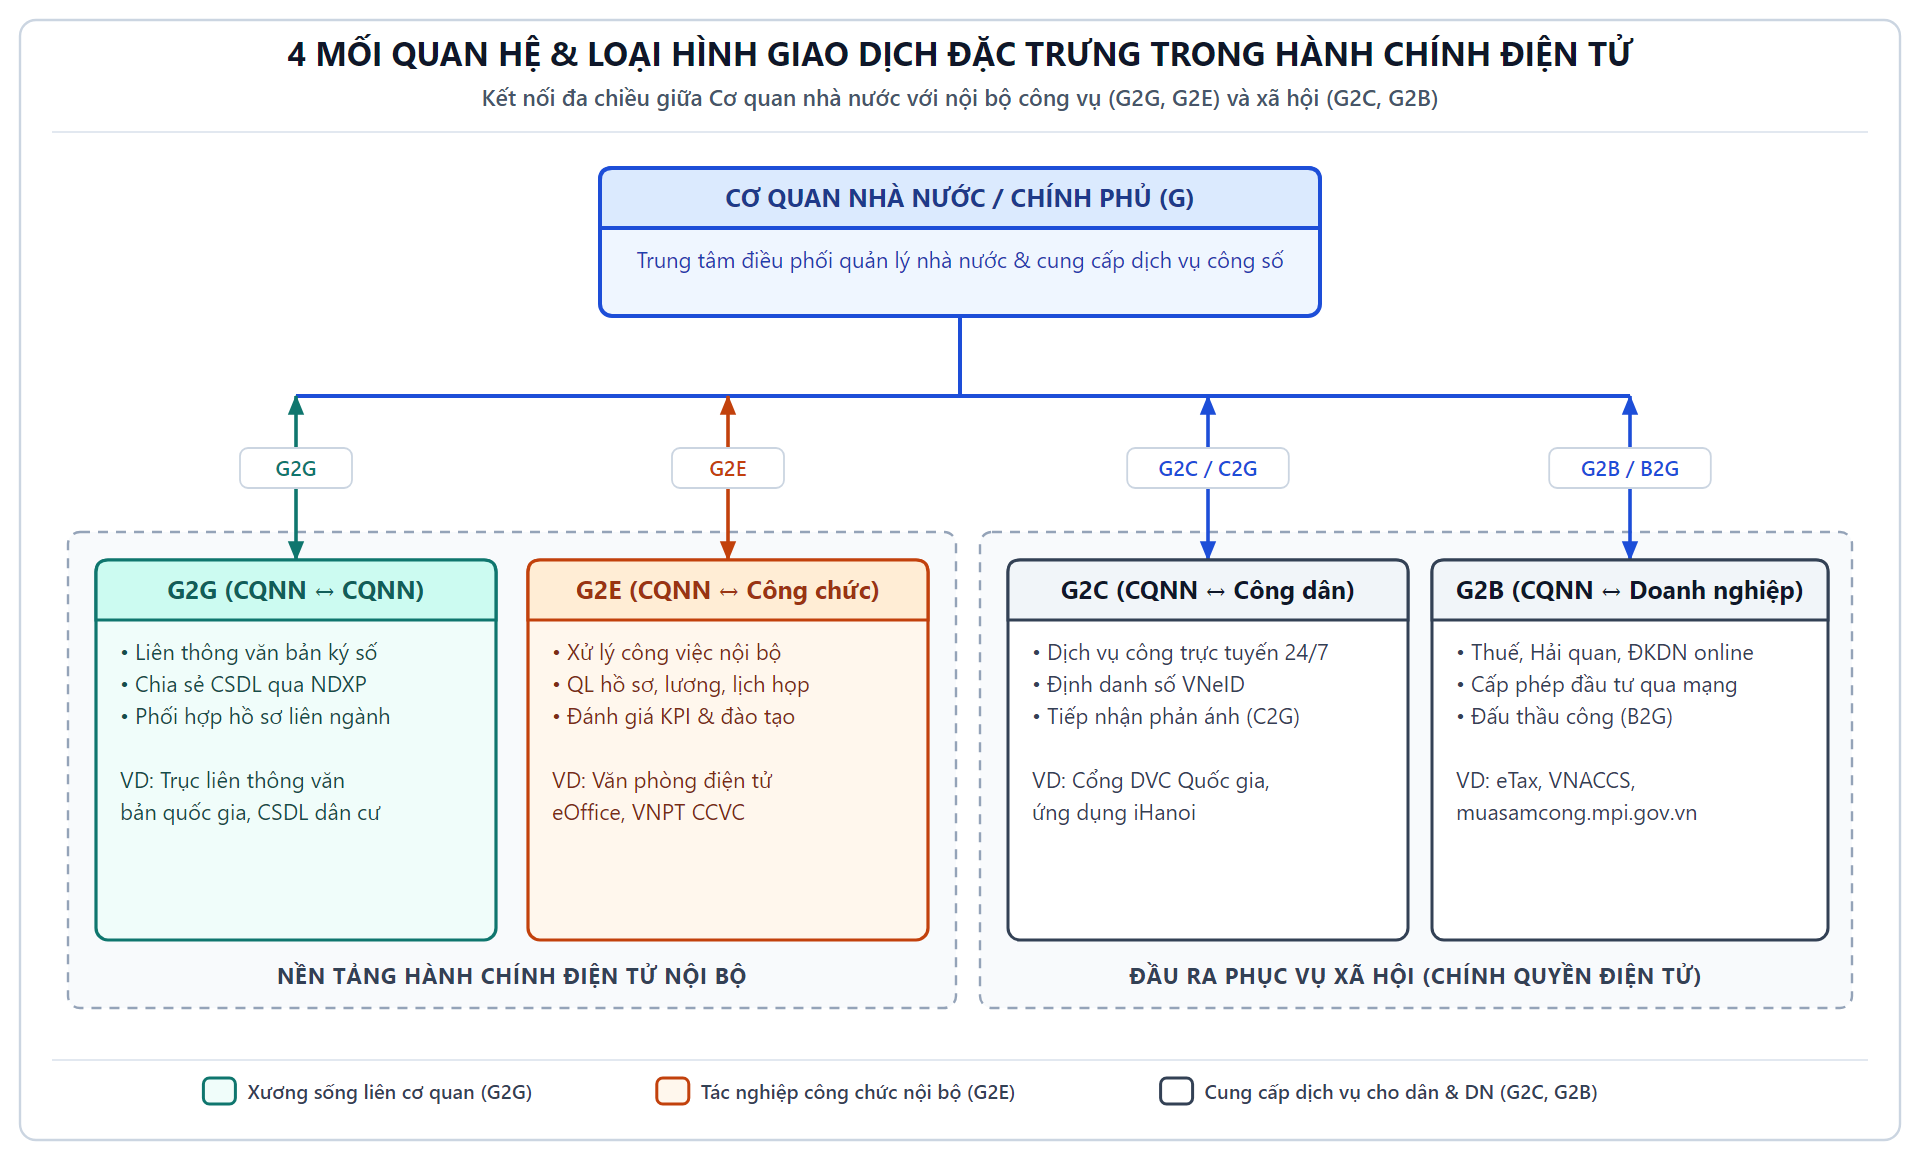 4 MỐI QUAN HỆ & LOẠI HÌNH GIAO DỊCH ĐẶC TRƯNG TRONG HÀNH CHÍNH ĐIỆN TỬ
Kết nối đa chiều giữa Cơ quan nhà nước với nội bộ công vụ (G2G, G2E) và xã hội (G2C, G2B)
CƠ QUAN NHÀ NƯỚC / CHÍNH PHỦ (G)
Trung tâm điều phối quản lý nhà nước & cung cấp dịch vụ công số
G2G
G2E
G2C / C2G
G2B / B2G
G2G (CQNN ↔ CQNN)
• Liên thông văn bản ký số
• Chia sẻ CSDL qua NDXP
• Phối hợp hồ sơ liên ngành
VD: Trục liên thông văn
bản quốc gia, CSDL dân cư
G2E (CQNN ↔ Công chức)
• Xử lý công việc nội bộ
• QL hồ sơ, lương, lịch họp
• Đánh giá KPI & đào tạo
VD: Văn phòng điện tử
eOffice, VNPT CCVC
NỀN TẢNG HÀNH CHÍNH ĐIỆN TỬ NỘI BỘ
G2C (CQNN ↔ Công dân)
• Dịch vụ công trực tuyến 24/7
• Định danh số VNeID
• Tiếp nhận phản ánh (C2G)
VD: Cổng DVC Quốc gia,
ứng dụng iHanoi
G2B (CQNN ↔ Doanh nghiệp)
• Thuế, Hải quan, ĐKDN online
• Cấp phép đầu tư qua mạng
• Đấu thầu công (B2G)
VD: eTax, VNACCS,
muasamcong.mpi.gov.vn
ĐẦU RA PHỤC VỤ XÃ HỘI (CHÍNH QUYỀN ĐIỆN TỬ)
Xương sống liên cơ quan (G2G)
Tác nghiệp công chức nội bộ (G2E)
Cung cấp dịch vụ cho dân & DN (G2C, G2B)